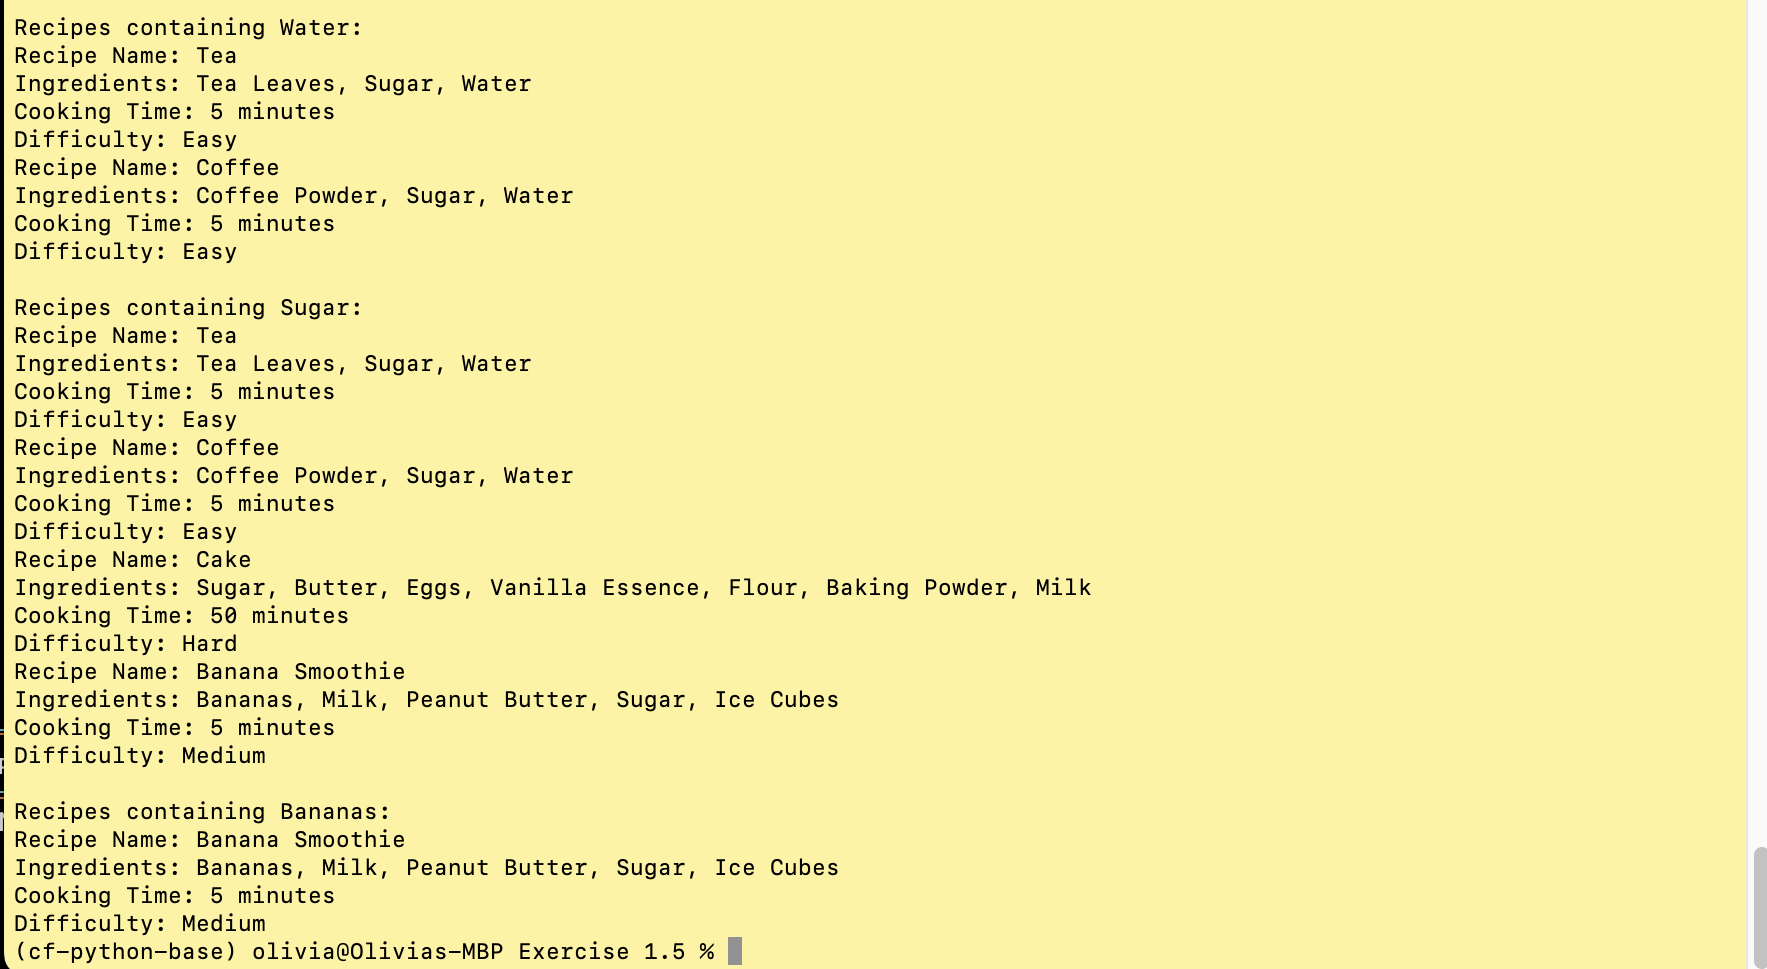 Recipes containing Water:
Recipe Name: Tea
Ingredients: Tea Leaves, Sugar, Water
Cooking Time: 5 minutes
Difficulty: Easy
Recipe Name: Coffee
Ingredients: Coffee Powder, Sugar, Water
Cooking Time: 5 minutes
Difficulty: Easy
Recipes containing Sugar:
Recipe Name: Tea
Ingredients: Tea Leaves, Sugar, Water
Cooking Time: 5 minutes
Difficulty: Easy
Recipe Name: Coffee
Ingredients: Coffee Powder, Sugar, Water
Cooking Time: 5 minutes
Difficulty: Easy
Recipe Name: Cake
Ingredients: Sugar, Butter, Eggs, Vanilla Essence, Flour, Baking Powder, Milk
Cooking Time: 50 minutes
Difficulty: Hard
Recipe Name: Banana Smoothie
Ingredients: Bananas, Milk, Peanut Butter, Sugar, Ice Cubes
Cooking Time: 5 minutes
Difficulty: Medium
Recipes containing Bananas:
Recipe Name: Banana Smoothie
Ingredients: Bananas, Milk, Peanut Butter, Sugar, Ice Cubes
Cooking Time: 5 minutes
Difficulty: Medium
(cf-python-base) olivia@Olivias-MBP Exercise 1.5 %